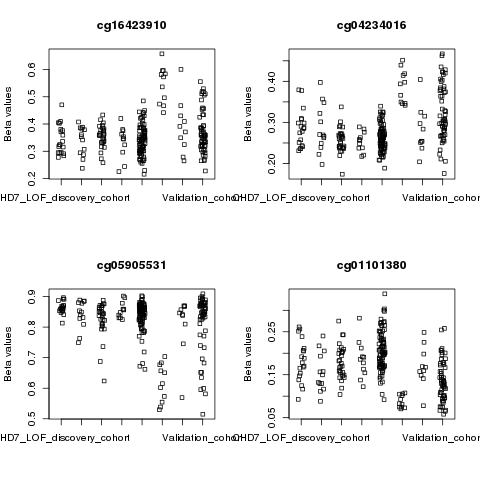 cg16423910
Beta values
0.2 0.3 0.4 0.5 0.6
HD7_LOF_discovery_cohort
Validation_cohort
cg04234016
Beta values
0.20 0.30 0.40
HD7_LOF_discovery_cohort
Validation_cohort
cg05905531
Beta values
0.5 0.6 0.7 0.8 0.9
HD7_LOF_discovery_cohort
Validation_cohort
cg01101380
Beta values
0.05 0.15 0.25
HD7_LOF_discovery_cohort
Validation_cohort